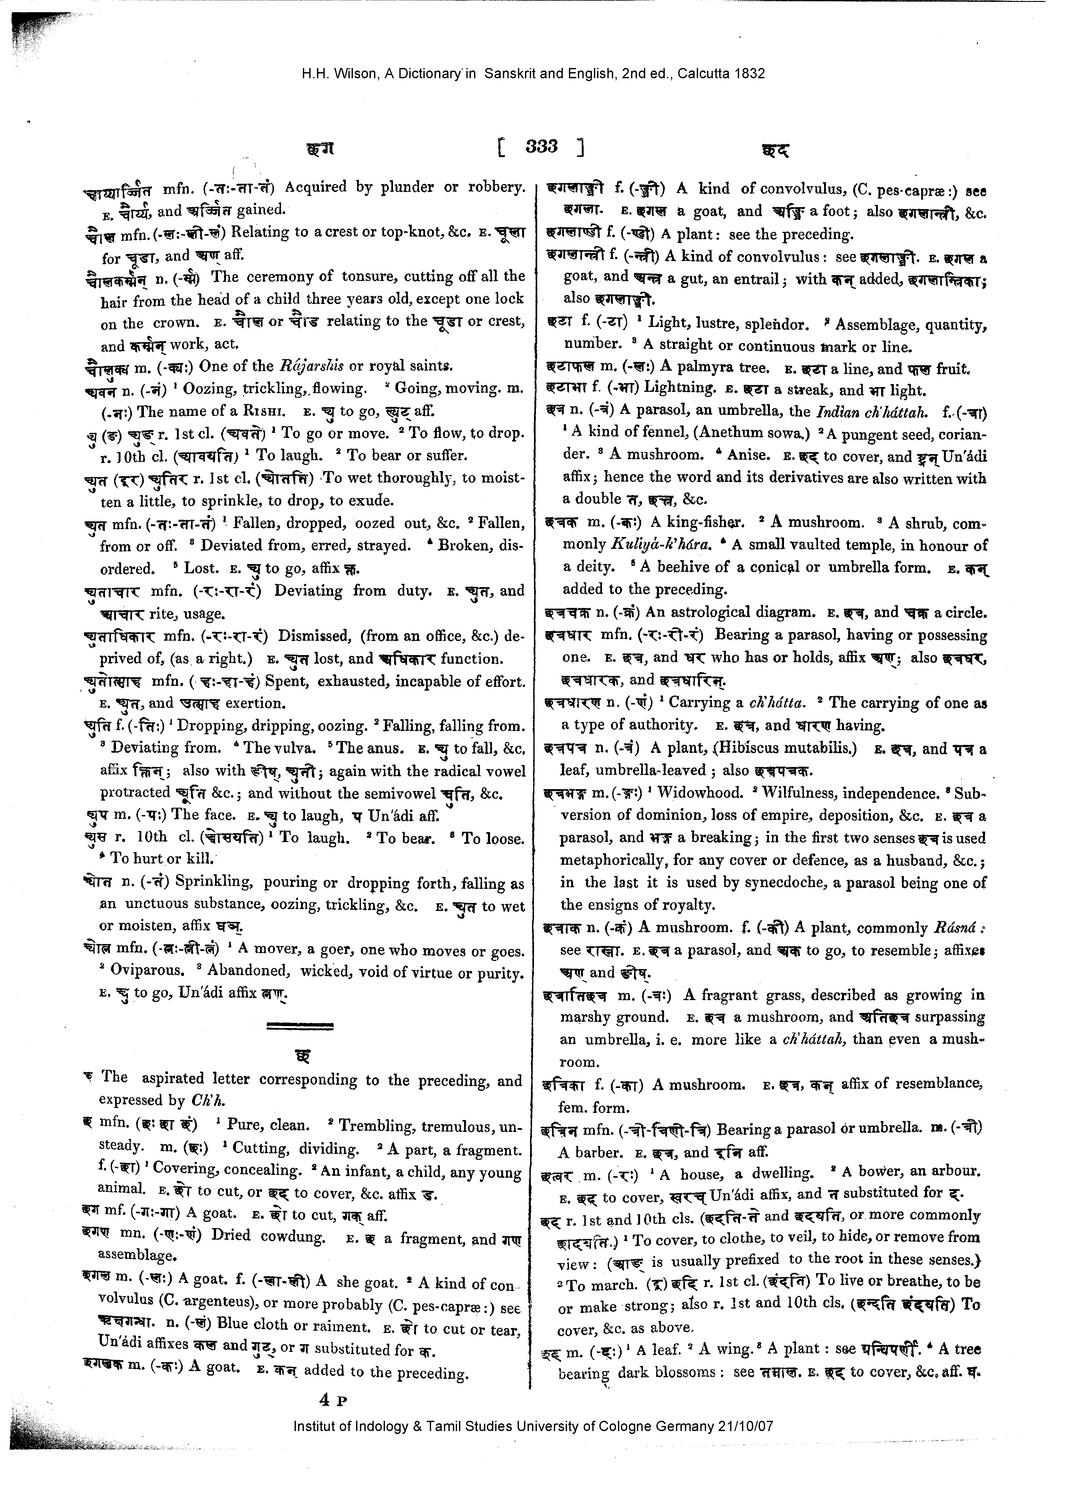 H.H. Wilson, A Dictionary in Sanskrit and English, 2nd ed., Calcutta 1832
छग [ 333 ] छद
चौर्य्यार्ज्जित mfn. (-तः-ता-तं) Acquired by plunder or robbery.
E. चौर्य्य, and अर्ज्जित gained.
चौल mfn. (-लः-ली-लं) Relating to a crest or top-knot, &c. E. चूला
for चूडा, and अण् aff.
चौलकर्म्मन् n. (-र्म्म) The ceremony of tonsure, cutting off all the
hair from the head of a child three years old, except one lock
on the crown. E. चौल or चौड relating to the चूडा or crest,
and कर्म्मन् work, act.
चौलुक्य m. (-क्यः) One of the Rájarshis or royal saints.
च्यवन n. (-नं) ¹ Oozing, trickling, flowing. ² Going, moving. m.
(-नः) The name of a RISHI. E. च्यु to go, ल्युट् aff.
च्यु (ङ) च्युङ् r. 1st cl. (च्यवते) ¹ To go or move. ² To flow, to drop.
r. 10th cl. (च्यावयति) ¹ To laugh. ² To bear or suffer.
च्युत (इर) च्युतिर r. 1st cl. (च्योतति) To wet thoroughly, to moist-
ten a little, to sprinkle, to drop, to exude.
च्युत mfn. (-तः-ता-तं) ¹ Fallen, dropped, oozed out, &c. ² Fallen,
from or off. ³ Deviated from, erred, strayed. ⁴ Broken, dis-
ordered. ⁵ Lost. E. च्यु to go, affix क्त.
च्युताचार mfn. (-रः-रा-रं) Deviating from duty. E. च्युत, and
आचार rite, usage.
च्युताधिकार mfn. (-रः-रा-रं) Dismissed, (from an office, &c.) de-
prived of, (as a right.) E. च्युत lost, and अधिकार function.
च्युतोत्साह mfn. (-हः-हा-हं) Spent, exhausted, incapable of effort.
E. च्युत, and उत्साह exertion.
च्युति f. (-तिः) ¹ Dropping, dripping, oozing. ² Falling, falling from.
³ Deviating from. ⁴ The vulva. ⁵ The anus. E. च्यु to fall, &c,
affix क्तिन्; also with ङीष्, च्युती; again with the radical vowel
protracted च्यूति &c.; and without the semivowel चुति, &c.
च्युप m. (-पः) The face. E. च्यु to laugh, प Un'ádi aff.
च्युस r. 10th cl. (च्योसयति) ¹ To laugh. ² To bear. ³ To loose.
⁴ To hurt or kill.
च्योत n. (-तं) Sprinkling, pouring or dropping forth, falling as
an unctuous substance, oozing, trickling, &c. E. च्युत to wet
or moisten, affix घञ्.
च्यौत्न mfn. (-त्नः-त्नी-त्नं) ¹ A mover, a goer, one who moves or goes.
² Oviparous. ³ Abandoned, wicked, void of virtue or purity.
E. च्यु to go, Un'ádi affix त्नण्.
छ
छ The aspirated letter corresponding to the preceding, and
expressed by Ch'h.
छ mfn. (छः छा छं) ¹ Pure, clean. ² Trembling, tremulous, un-
steady. m. (छः) ¹ Cutting, dividing. ² A part, a fragment.
f. (-छा) ¹ Covering, concealing. ² An infant, a child, any young
animal. E. छो to cut, or छद to cover, &c. affix ड.
छग mf. (-गः-गा) A goat. E. छो to cut, गक् aff.
छगण mn. (-णः-णं) Dried cowdung. E. छ a fragment, and गण
assemblage.
छगल m. (-लः) A goat. f. (-ला-ली) A she goat. ² A kind of con-
volvulus (C. argenteus), or more probably (C. pes-capræ:) see
ऋष्यगन्धा. n. (-लं) Blue cloth or raiment. E. छो to cut or tear,
Un'ádi affixes कल and गुट्, or ग substituted for क.
छगलक m. (-कः) A goat. E. कन् added to the preceding.
4 P
छगलाङ्घ्री f. (-ङ्घ्री) A kind of convolvulus, (C. pes-capræ:) see
छगला. E. छगल a goat, and अङ्घ्रि a foot; also छगलान्त्री, &c.
छगलाण्डी f. (-ण्डी) A plant: see the preceding.
छगलान्त्री f. (-न्त्री) A kind of convolvulus: see छगलाङ्घ्री. E. छगल a
goat, and अन्त्र a gut, an entrail; with कन् added, छगलान्त्रिका;
also छगलाङ्घ्री.
छटा f. (-टा) ¹ Light, lustre, splendor. ² Assemblage, quantity,
number. ³ A straight or continuous mark or line.
छटाफल m. (-लः) A palmyra tree. E. छटा a line, and फल fruit.
छटाभा f. (-भा) Lightning. E. छटा a streak, and भा light.
छत्र n. (-त्रं) A parasol, an umbrella, the Indian ch'háttah. f. (-त्रा)
¹ A kind of fennel, (Anethum sowa.) ² A pungent seed, corian-
der. ³ A mushroom. ⁴ Anise. E. छद् to cover, and ष्ट्रन् Un'ádi
affix; hence the word and its derivatives are also written with
a double त, छत्त्र, &c.
छत्रक m. (-कः) A king-fisher. ² A mushroom. ³ A shrub, com-
monly Kuliyá-k'hára. ⁴ A small vaulted temple, in honour of
a deity. ⁵ A beehive of a conical or umbrella form. E. कन्
added to the preceding.
छत्रचक्र n. (-क्रं) An astrological diagram. E. छत्र, and चक्र a circle.
छत्रधार mfn. (-रः-री-रं) Bearing a parasol, having or possessing
one. E. छत्र, and धर who has or holds, affix अण्; also छत्रधर,
छत्रधारक, and छत्रधारिन्.
छत्रधारण n. (-णं) ¹ Carrying a ch'hátta. ² The carrying of one as
a type of authority. E. छत्र, and धारण having.
छत्रपत्र n. (-त्रं) A plant, (Hibiscus mutabilis.) E. छत्र, and पत्र a
leaf, umbrella-leaved; also छत्रपत्रक.
छत्रभङ्ग m. (-ङ्गः) ¹ Widowhood. ² Wilfulness, independence. ³ Sub-
version of dominion, loss of empire, deposition, &c. E. छत्र a
parasol, and भङ्ग a breaking; in the first two senses छत्र is used
metaphorically, for any cover or defence, as a husband, &c.;
in the last it is used by synecdoche, a parasol being one of
the ensigns of royalty.
छत्राक n. (-कं) A mushroom. f. (-की) A plant, commonly Rásná:
see रास्ना. E. छत्र a parasol, and अक to go, to resemble; affixes
अण् and ङीष्.
छत्रातिछत्र m. (-त्रः) A fragrant grass, described as growing in
marshy ground. E. छत्र a mushroom, and अतिछत्र surpassing
an umbrella, i. e. more like a ch'háttah, than even a mush-
room.
छत्रिका f. (-का) A mushroom. E. छत्र, कन् affix of resemblance,
fem. form.
छत्रिन mfn. (-त्री-त्रिणी-त्रि) Bearing a parasol or umbrella. m. (-त्री)
A barber. E. छत्र, and इनि aff.
छत्वर m. (-रः) ¹ A house, a dwelling. ² A bower, an arbour.
E. छद् to cover, ष्वरच् Un'ádi affix, and त substituted for द्.
छद r. 1st and 10th cls. (छदति-ते and छदयति, or more commonly
छादयति.) ¹ To cover, to clothe, to veil, to hide, or remove from
view: (आङ् is usually prefixed to the root in these senses.)
² To march. (इ) छदि r. 1st cl. (छंदति) To live or breathe, to be
or make strong; also r. 1st and 10th cls. (छन्दति छंदयति) To
cover, &c. as above.
छद m. (-दः) ¹ A leaf. ² A wing. ³ A plant: see ग्रन्थिपर्णी. ⁴ A tree
bearing dark blossoms: see तमाल. E. छद to cover, &c, aff. घ.
Institut of Indology & Tamil Studies University of Cologne Germany 21/10/07